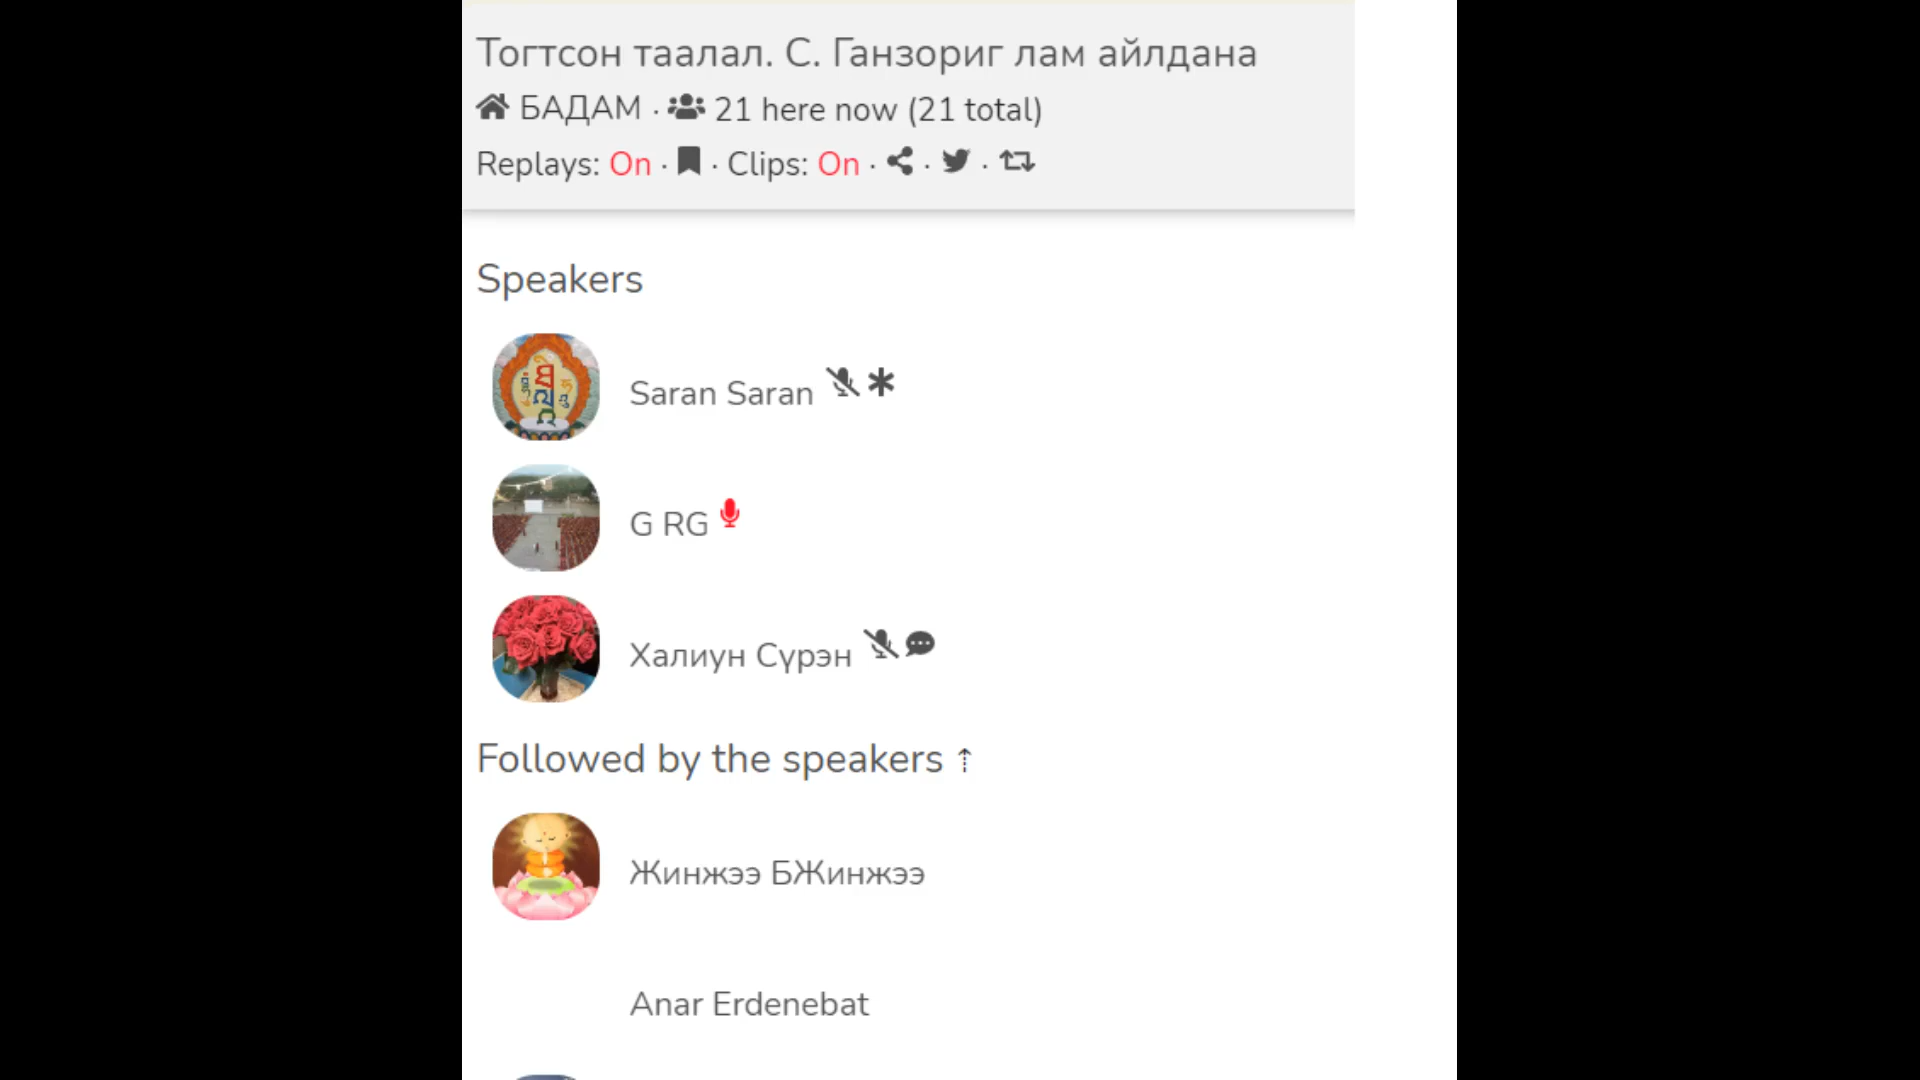 Тогтсон таалал. С. Ганзориг лам айлдана
БАДАМ · 21 here now (21 total)
Replays: On · · Clips: On · · ·
Speakers
Saran Saran
G RG
Халиун Сүрэн
Followed by the speakers ⇡
Жинжээ БЖинжээ
Anar Erdenebat